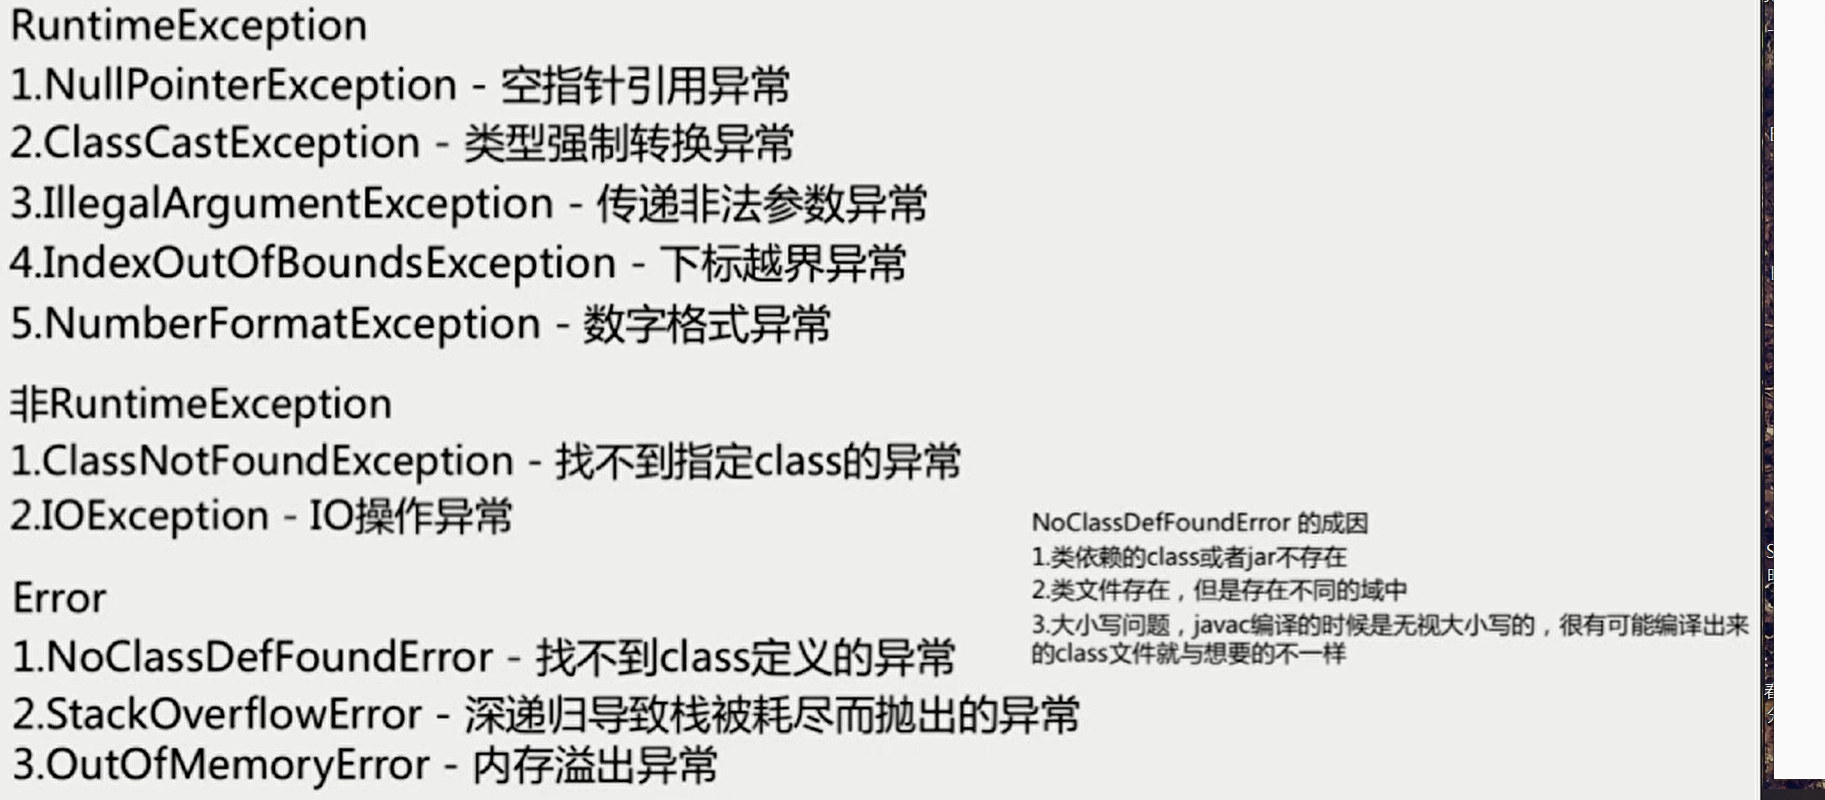 RuntimeException
1.NullPointerException - 空指针引用异常
2.ClassCastException - 类型强制转换异常
3.IllegalArgumentException - 传递非法参数异常
4.IndexOutOfBoundsException - 下标越界异常
5.NumberFormatException - 数字格式异常
非RuntimeException
1.ClassNotFoundException - 找不到指定class的异常
2.IOException - IO操作异常
Error
1.NoClassDefFoundError - 找不到class定义的异常
2.StackOverflowError - 深递归导致栈被耗尽而抛出的异常
3.OutOfMemoryError - 内存溢出异常
NoClassDefFoundError 的成因
1.类依赖的class或者jar不存在
2.类文件存在，但是存在不同的域中
3.大小写问题，javac编译的时候是无视大小写的，很有可能编译出来
的class文件就与想要的不一样